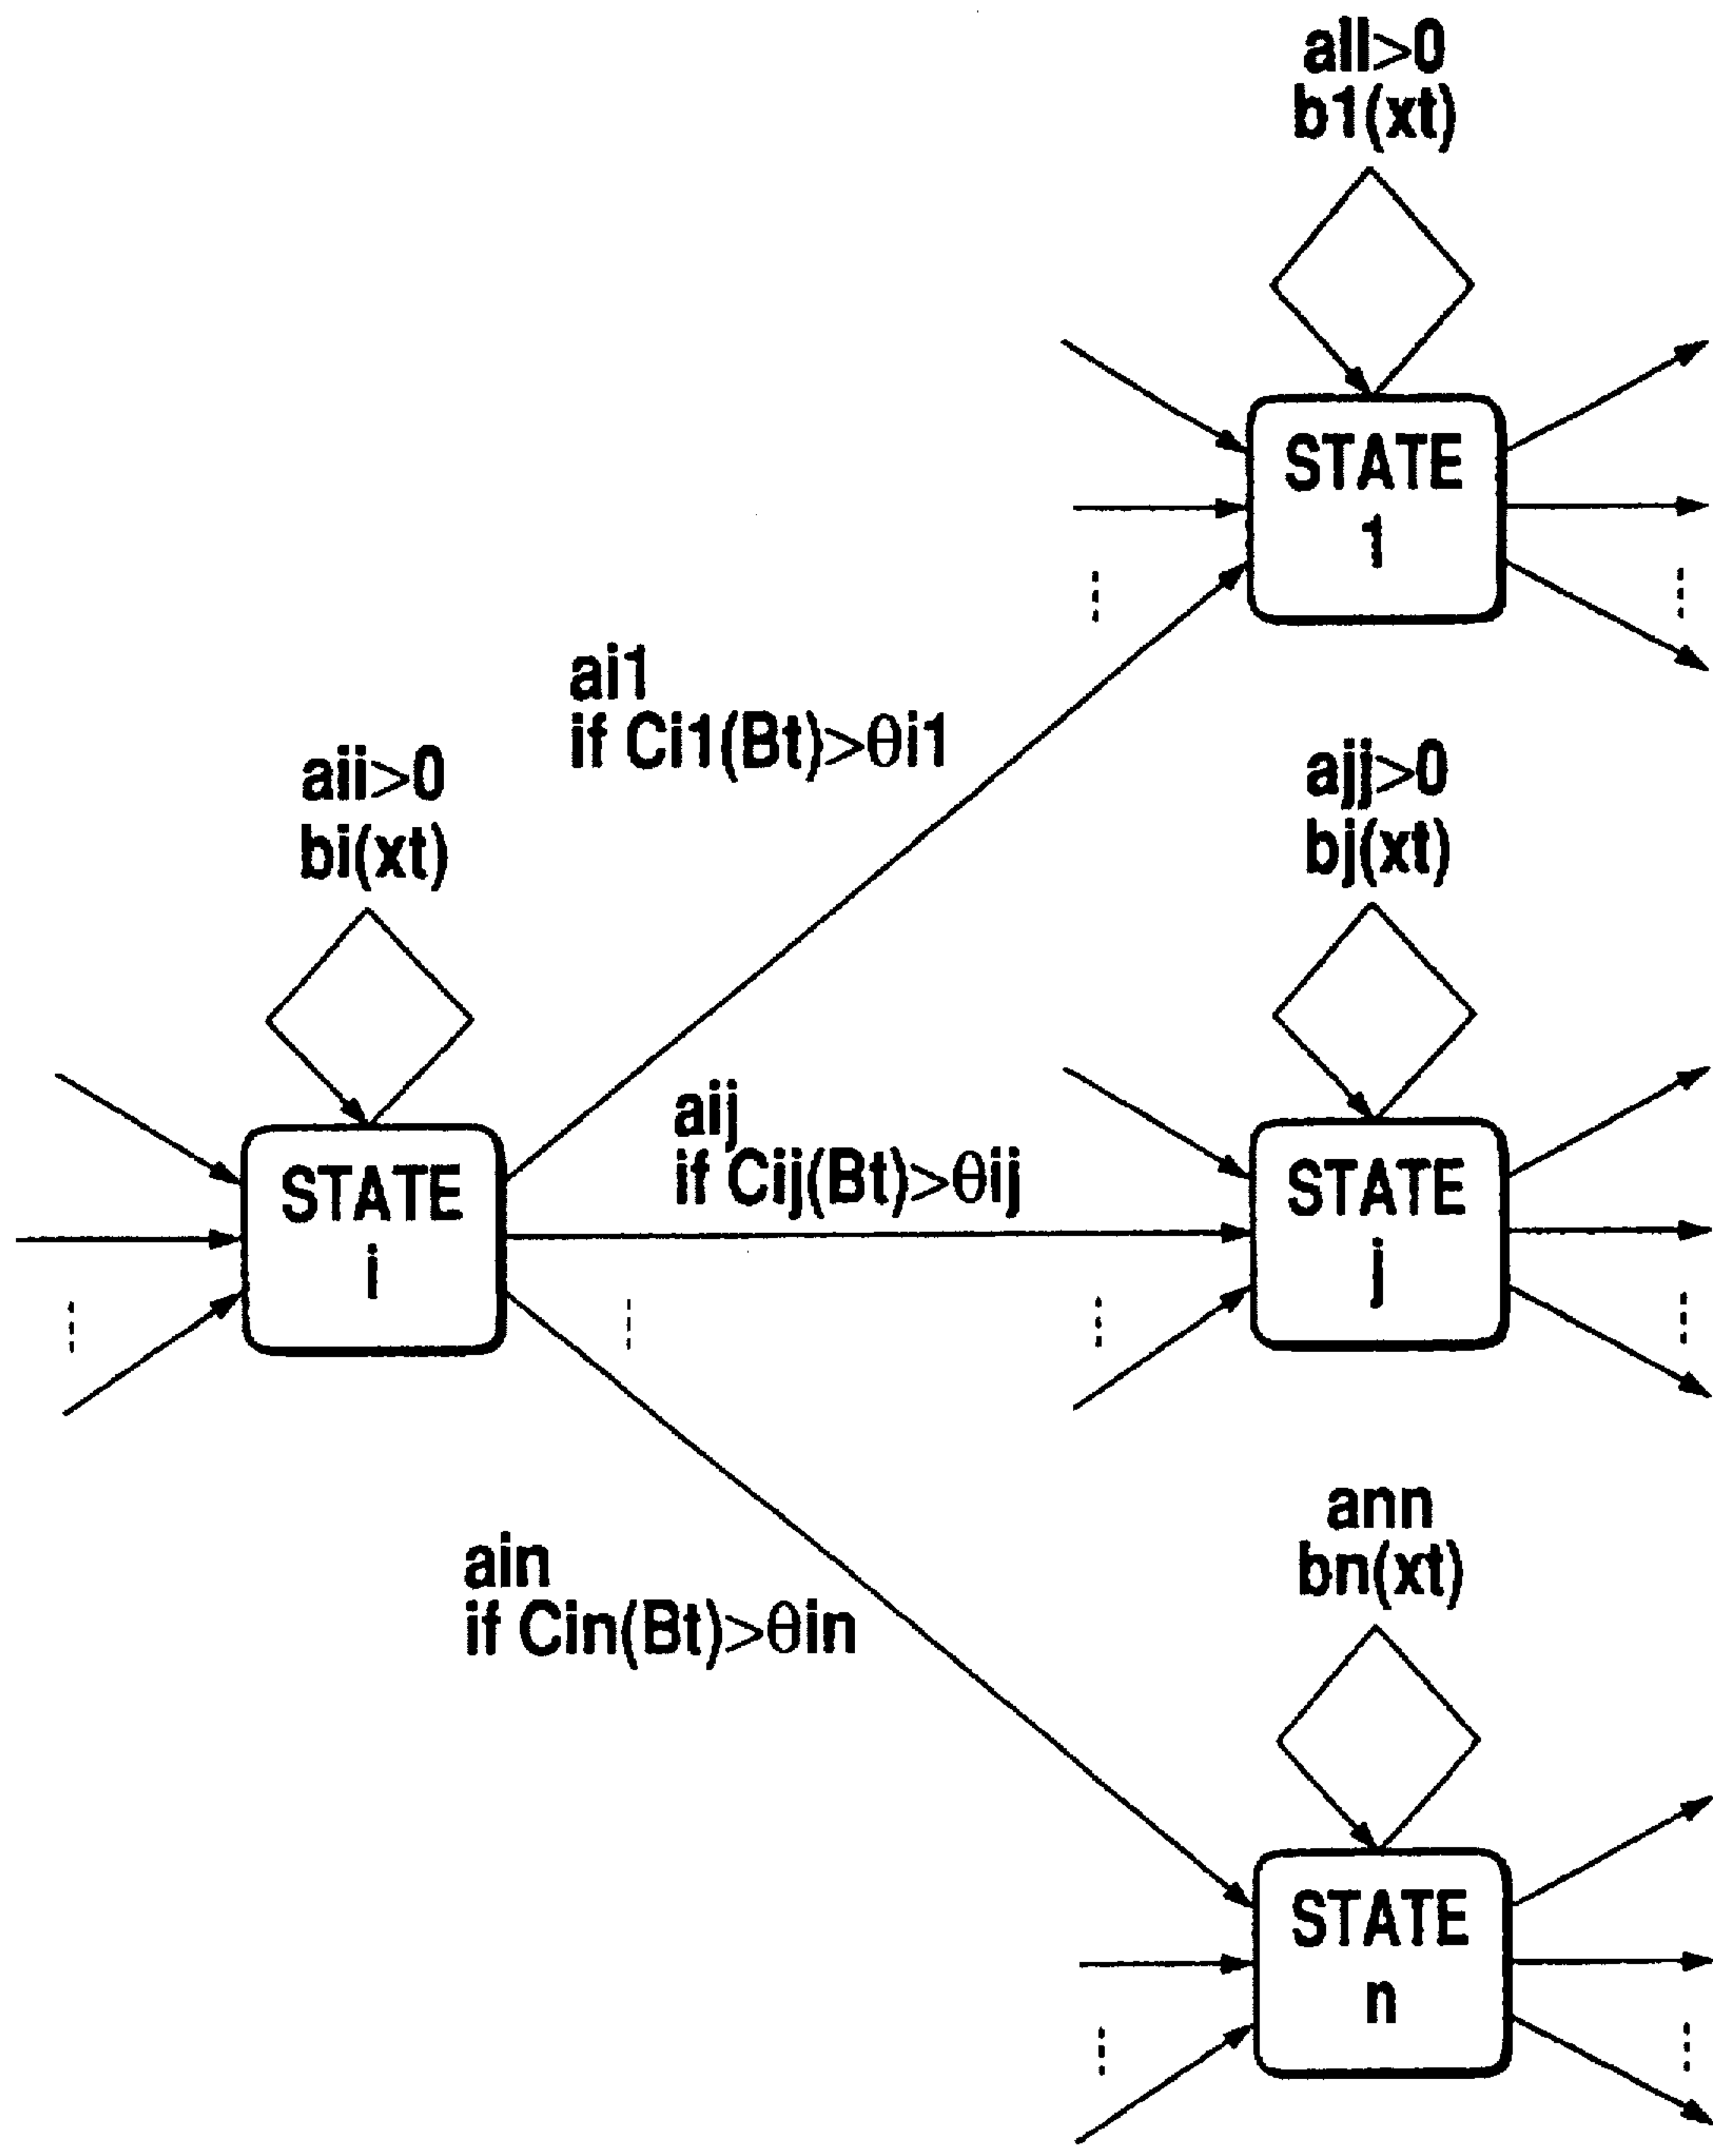 all>0
b1(xt)
STATE
1
ai1
if Ci1(Bt)>θi1
aii>0
bi(xt)
ajj>0
bj(xt)
aij
if Cij(Bt)>θij
STATE
i
STATE
j
ann
bn(xt)
ain
if Cin(Bt)>θin
STATE
n